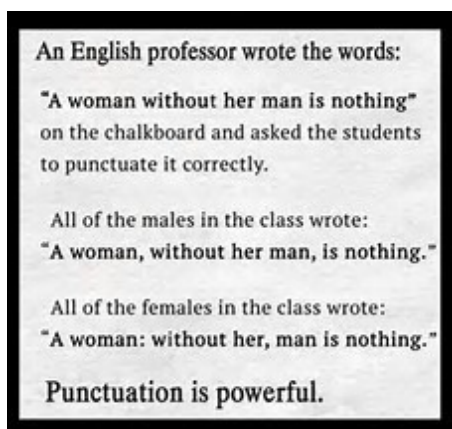 An English professor wrote the words:
"A woman without her man is nothing"
on the chalkboard and asked the students
to punctuate it correctly.
All of the males in the class wrote:
"A woman, without her man, is nothing."
All of the females in the class wrote:
"A woman: without her, man is nothing."
Punctuation is powerful.